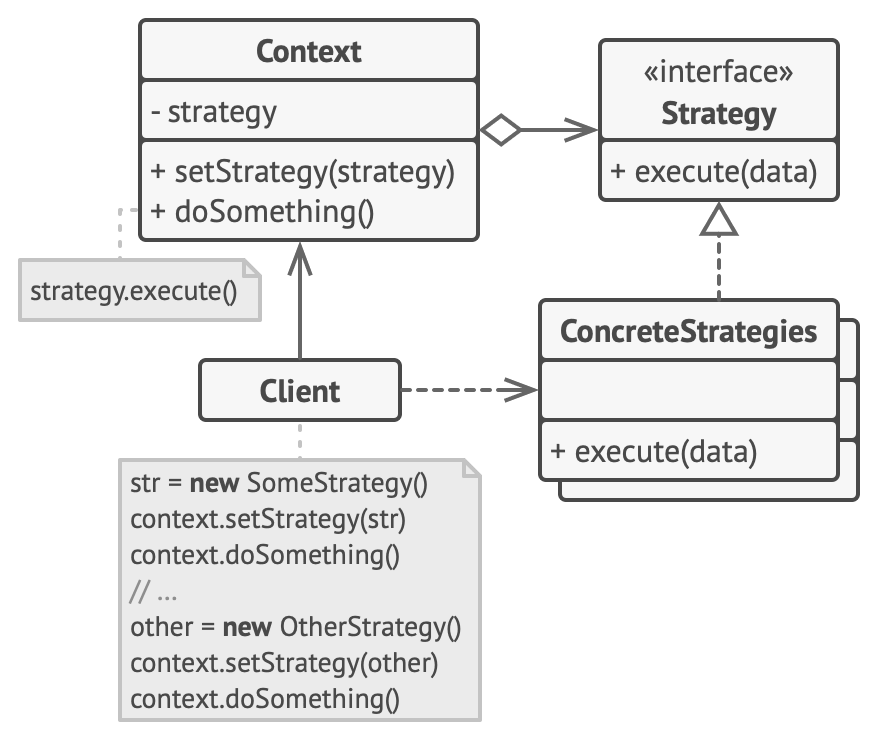 Context
- strategy
+ setStrategy(strategy)
+ doSomething()
«interface»
Strategy
+ execute(data)
strategy.execute()
Client
ConcreteStrategies
+ execute(data)
str = new SomeStrategy()
context.setStrategy(str)
context.doSomething()
// ...
other = new OtherStrategy()
context.setStrategy(other)
context.doSomething()